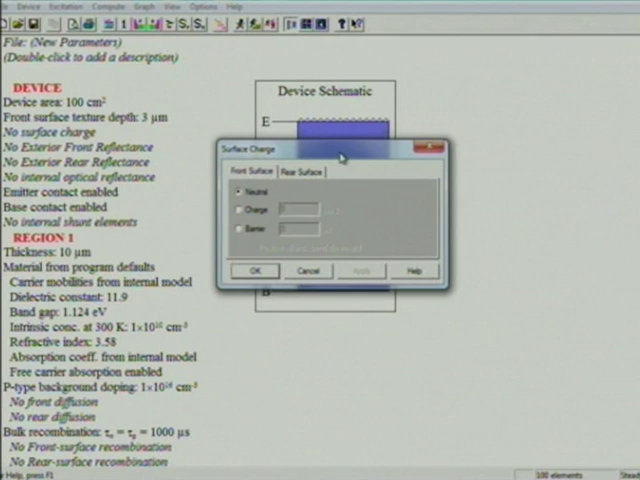 Device Excitation Compute Graph View Options Help
File: (New Parameters)
(Double-click to add a description)
DEVICE
Device area: 100 cm²
Front surface texture depth: 3 µm
No surface charge
No Exterior Front Reflectance
No Exterior Rear Reflectance
No internal optical reflectance
Emitter contact enabled
Base contact enabled
No internal shunt elements
REGION 1
Thickness: 10 µm
Material from program defaults
Carrier mobilities from internal model
Dielectric constant: 11.9
Band gap: 1.124 eV
Intrinsic conc. at 300 K: 1×10¹⁰ cm⁻³
Refractive index: 3.58
Absorption coeff. from internal model
Free carrier absorption enabled
P-type background doping: 1×10¹⁶ cm⁻³
No front diffusion
No rear diffusion
Bulk recombination: τₙ = τₚ = 1000 µs
No Front-surface recombination
No Rear-surface recombination
Device Schematic
E
B
Surface Charge
Front Surface Rear Surface
Neutral
Charge
Barrier
OK Cancel Apply Help
Help, press F1
100 elements